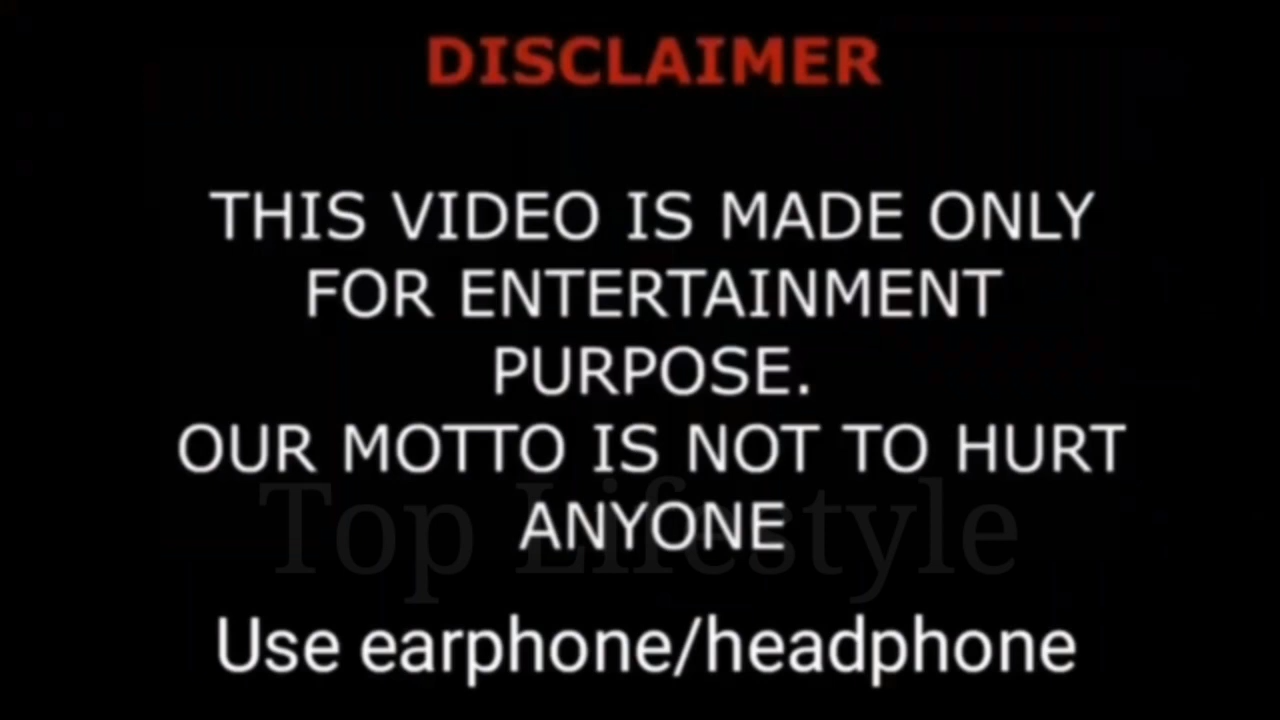 DISCLAIMER
THIS VIDEO IS MADE ONLY
FOR ENTERTAINMENT
PURPOSE.
OUR MOTTO IS NOT TO HURT
ANYONE
Top Lifestyle
Use earphone/headphone